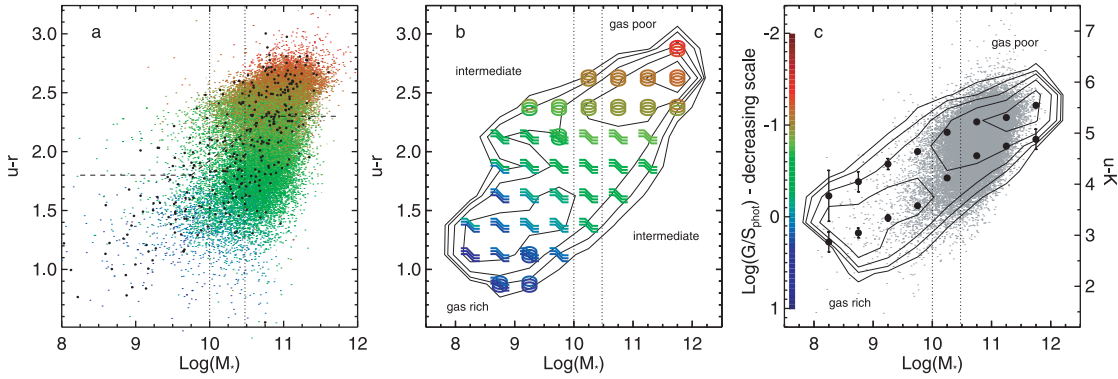 a
b
c
gas poor
gas poor
intermediate
intermediate
gas rich
gas rich
3.0
2.5
2.0
1.5
1.0
u-r
8 9 10 11 12
Log(M*)
3.0
2.5
2.0
1.5
1.0
u-r
8 9 10 11 12
Log(M*)
-2
-1
0
1
Log(G/Sphot) - decreasing scale
7
6
5
4
3
2
u-K
8 9 10 11 12
Log(M*)